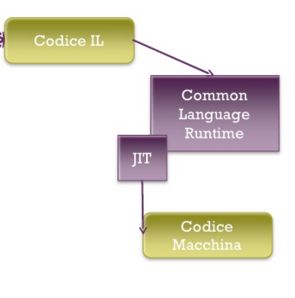 Codice IL
Common
Language
Runtime
JIT
Codice
Macchina